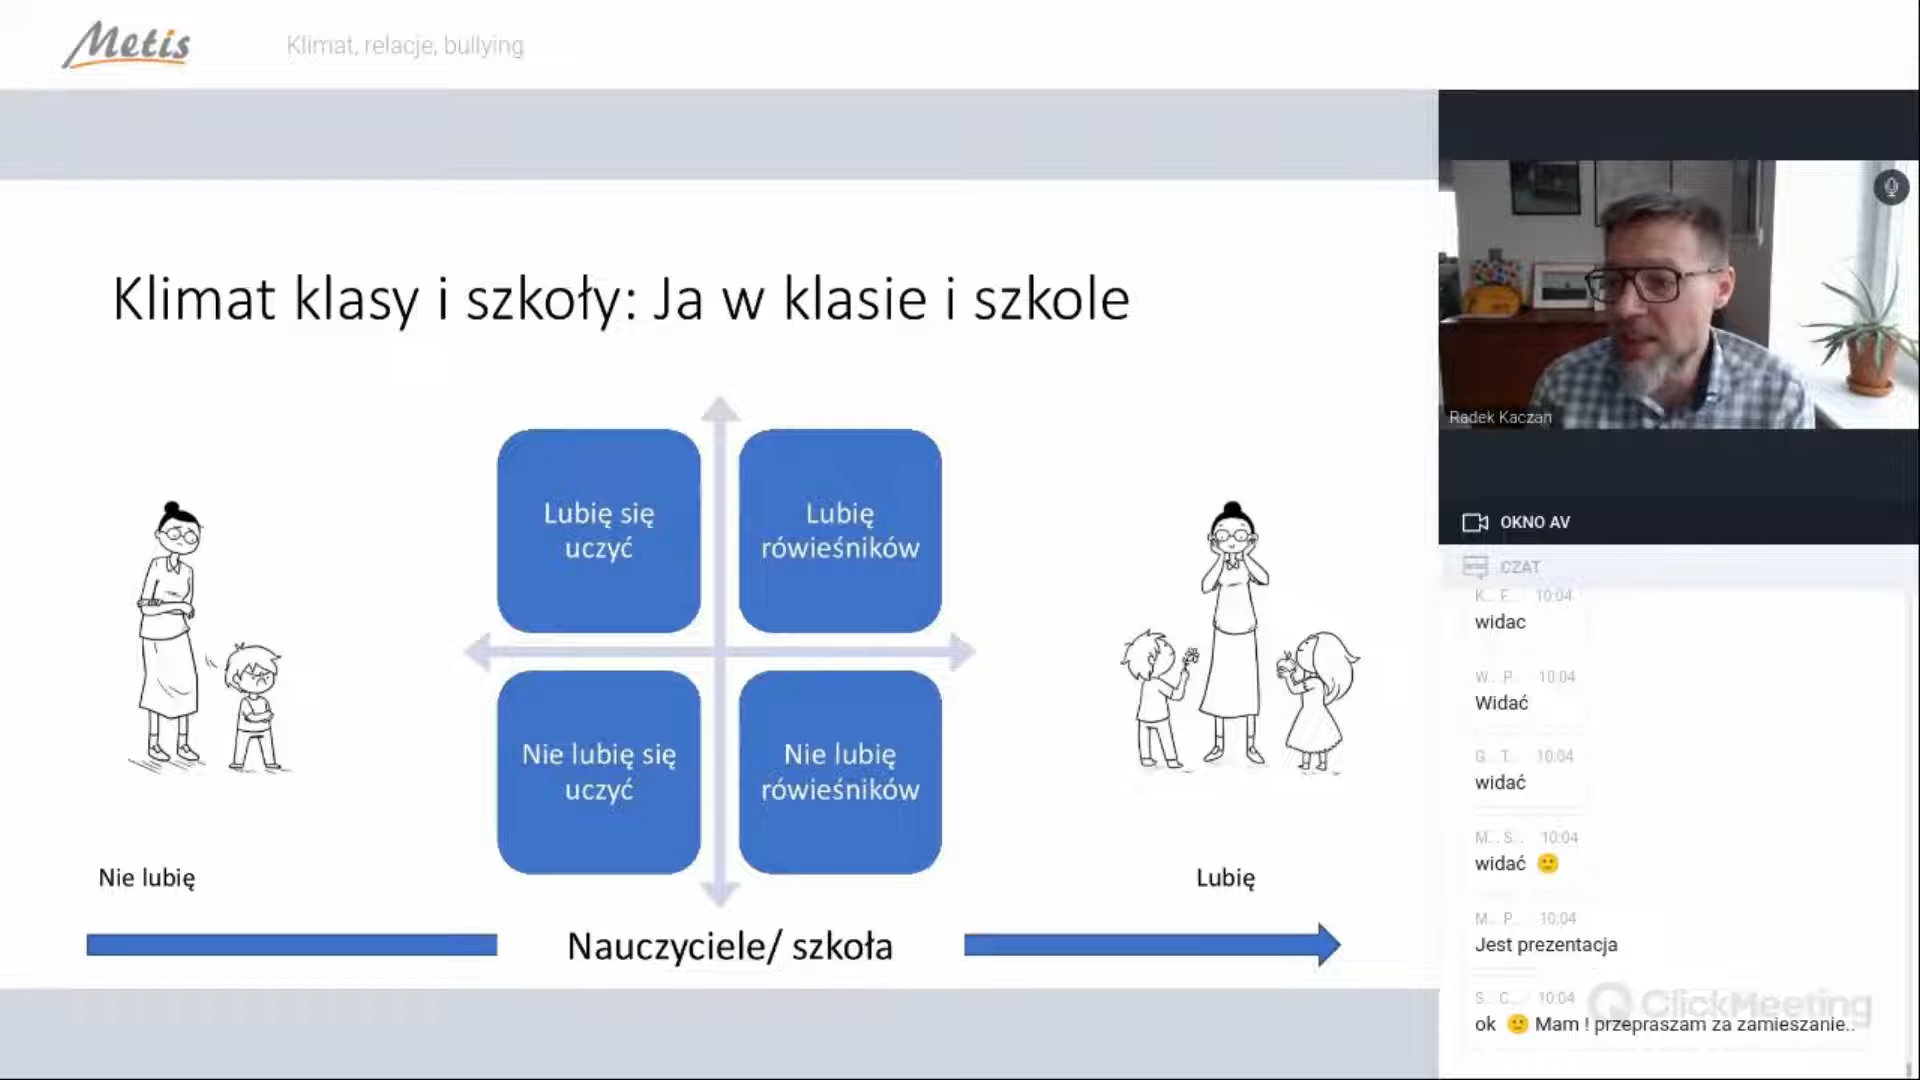 Metis
Klimat, relacje, bullying
Klimat klasy i szkoły: Ja w klasie i szkole
Lubię się
uczyć
Lubię
rówieśników
Nie lubię się
uczyć
Nie lubię
rówieśników
Nie lubię
Lubię
Nauczyciele/ szkoła
Radek Kaczan
OKNO AV
CZAT
K... F... 10:04
widac
W... P... 10:04
Widać
G... T... 10:04
widać
M... S... 10:04
widać 🙂
M... P... 10:04
Jest prezentacja
S... C... 10:04
ok 🙂 Mam ! przepraszam za zamieszanie..
ClickMeeting